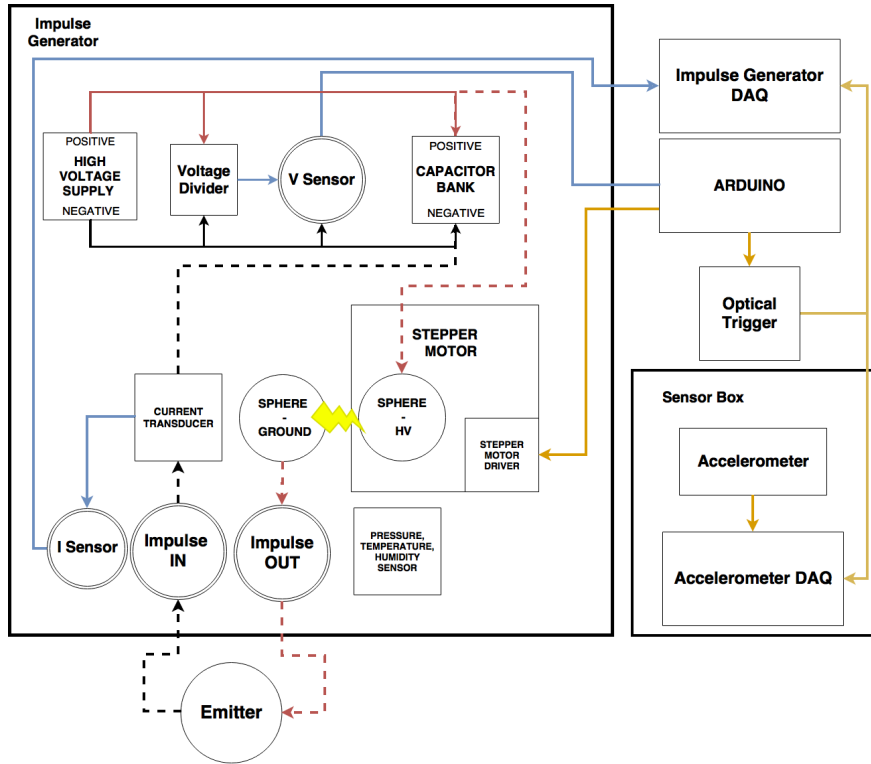 Impulse
Generator
Impulse Generator
DAQ
POSITIVE
HIGH
VOLTAGE
SUPPLY
NEGATIVE
Voltage
Divider
V Sensor
POSITIVE
CAPACITOR
BANK
NEGATIVE
ARDUINO
Optical
Trigger
STEPPER
MOTOR
CURRENT
TRANSDUCER
SPHERE
-
GROUND
SPHERE
-
HV
STEPPER
MOTOR
DRIVER
Sensor Box
Accelerometer
I Sensor
Impulse
IN
Impulse
OUT
PRESSURE,
TEMPERATURE,
HUMIDITY
SENSOR
Accelerometer DAQ
Emitter